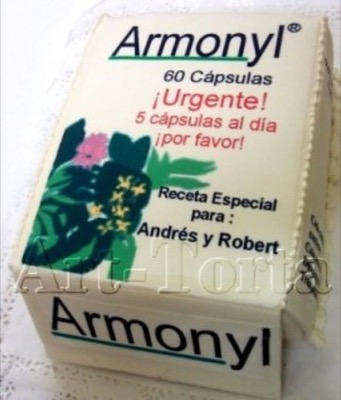 Armonyl®
60 Cápsulas
¡Urgente!
5 cápsulas al día
¡por favor!
Receta Especial
para :
Andrés y Robert
Art-Torta
Armonyl